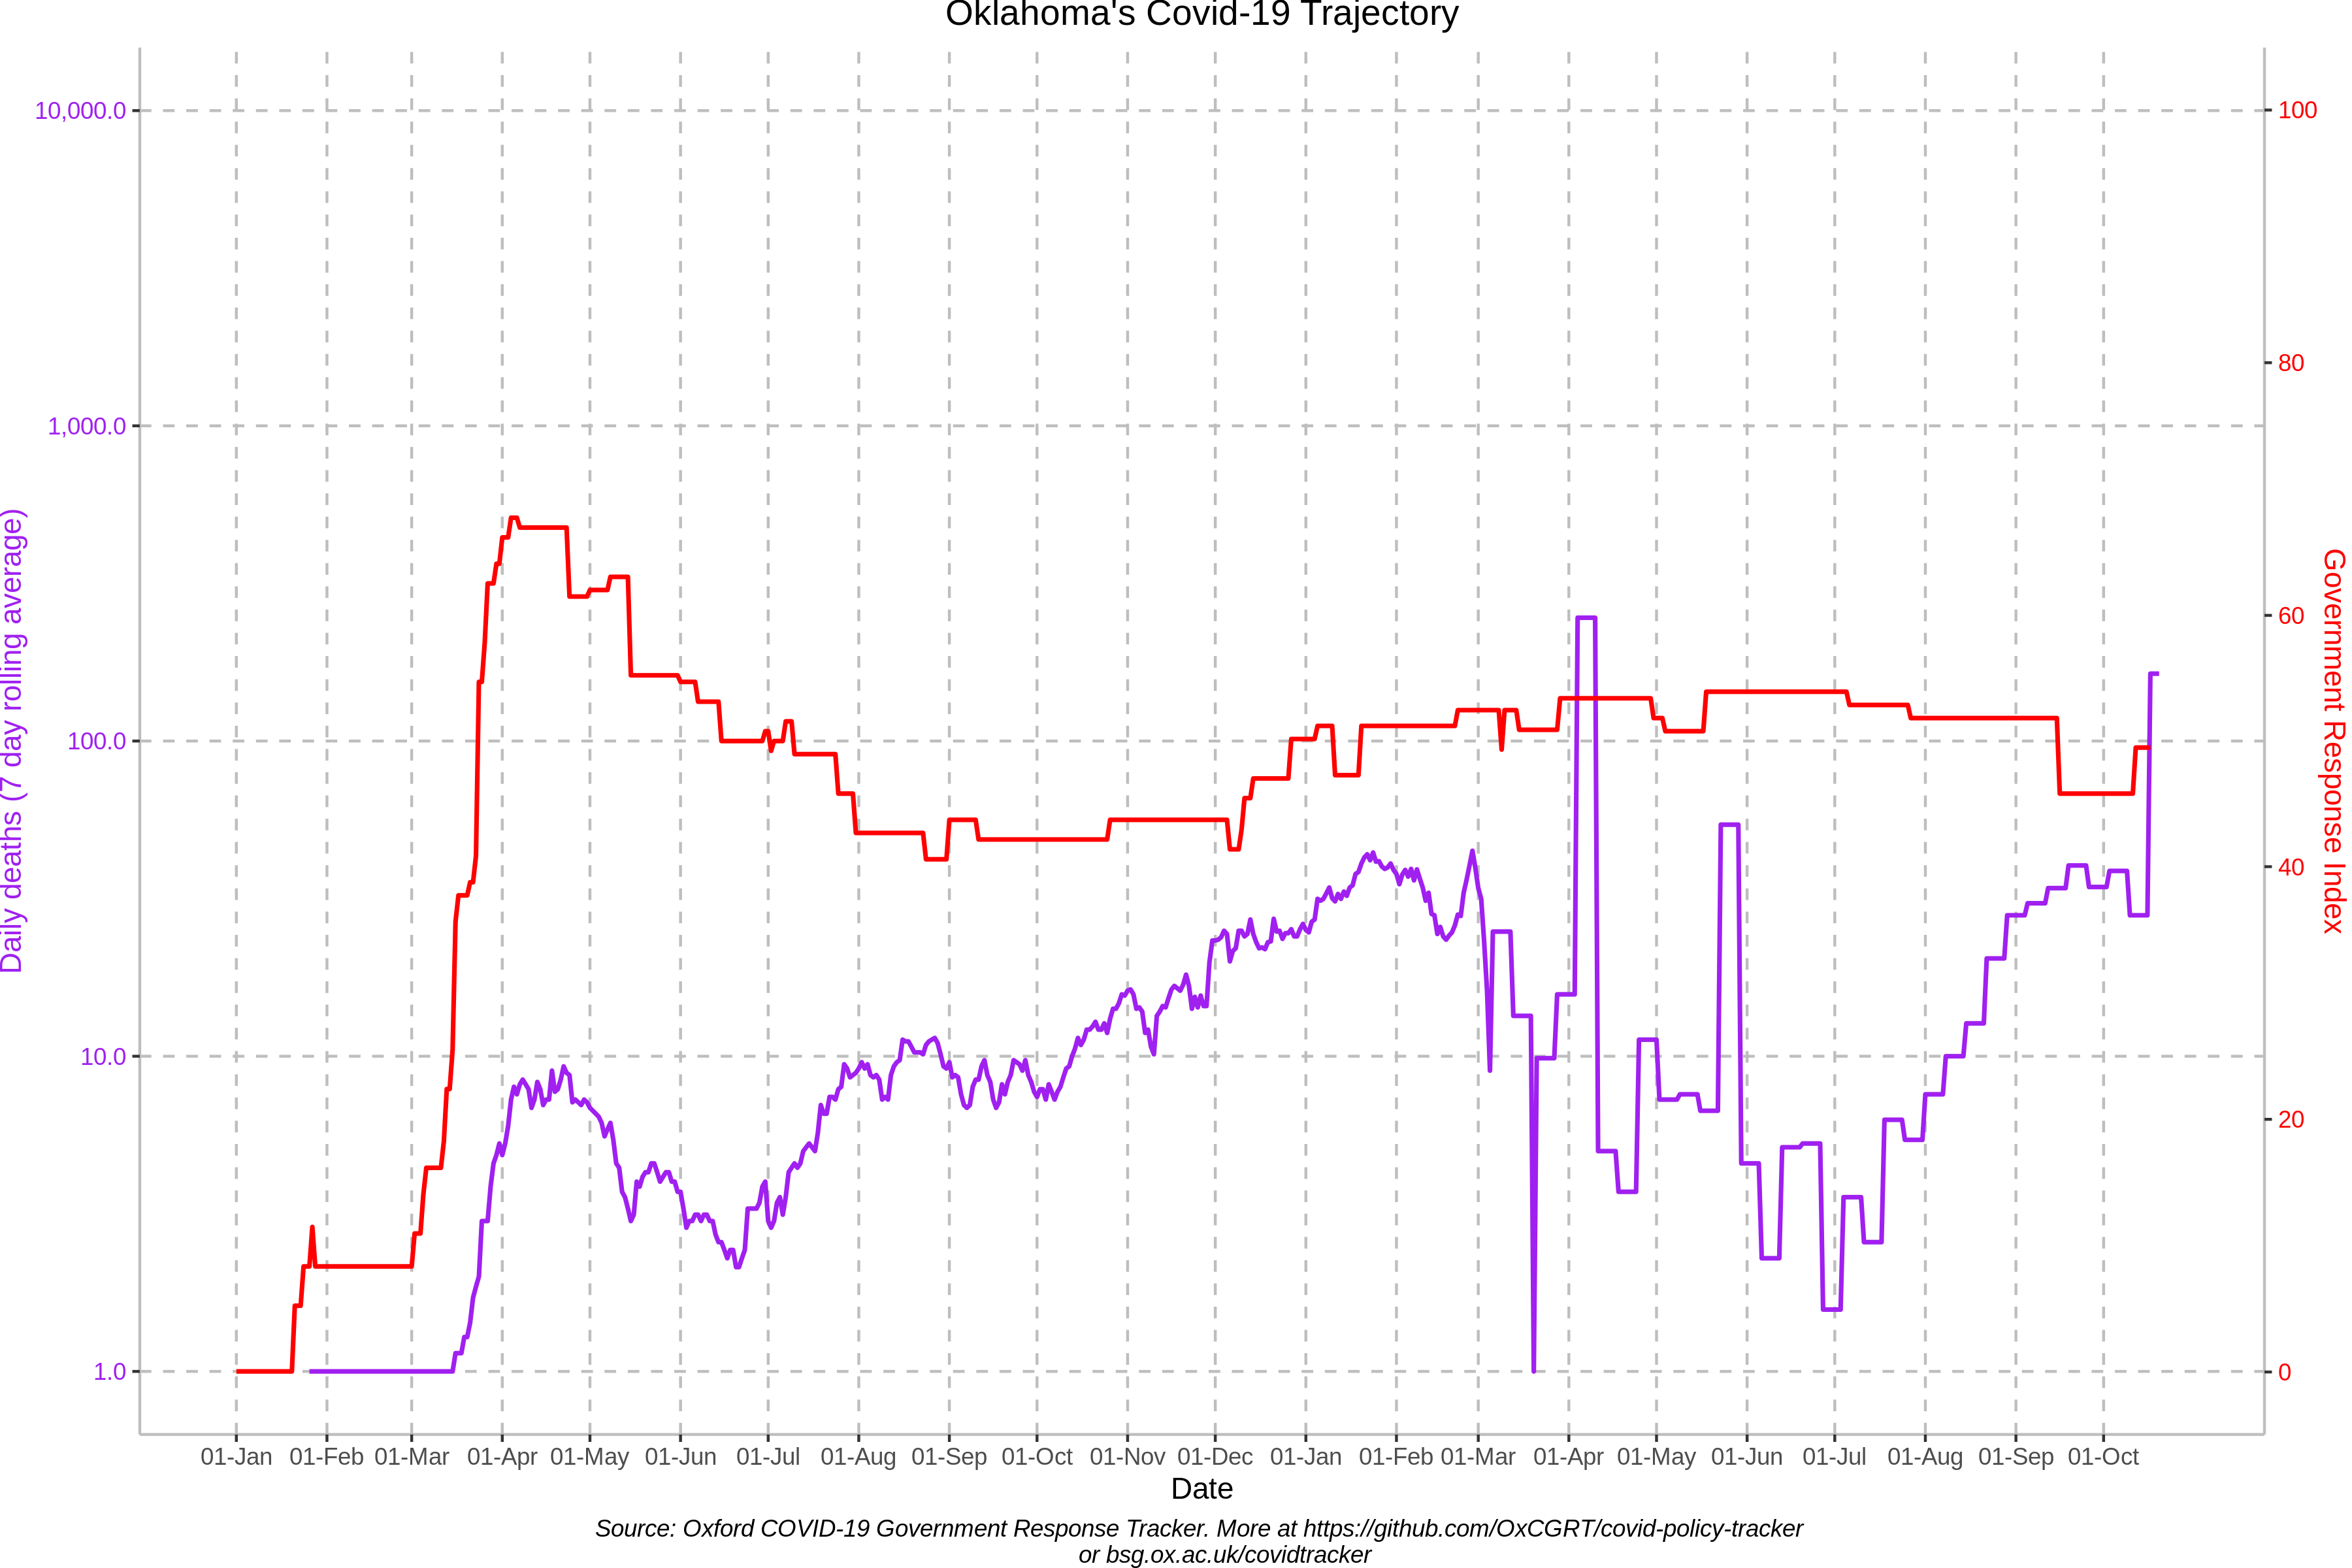 Oklahoma's Covid-19 Trajectory
10,000.0
1,000.0
100.0
10.0
1.0
Daily deaths (7 day rolling average)
100
80
60
40
20
0
Government Response Index
01-Jan 01-Feb 01-Mar 01-Apr 01-May 01-Jun 01-Jul 01-Aug 01-Sep 01-Oct 01-Nov 01-Dec 01-Jan 01-Feb 01-Mar 01-Apr 01-May 01-Jun 01-Jul 01-Aug 01-Sep 01-Oct
Date
Source: Oxford COVID-19 Government Response Tracker. More at https://github.com/OxCGRT/covid-policy-tracker
or bsg.ox.ac.uk/covidtracker